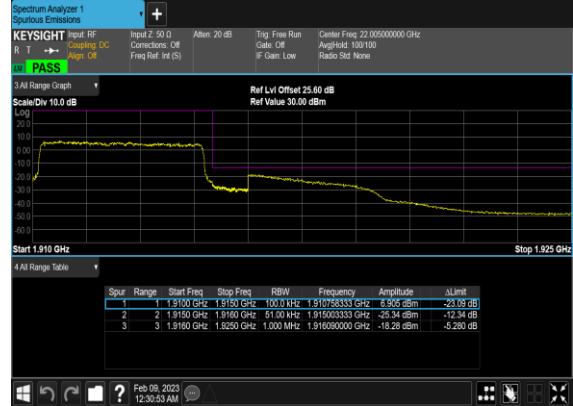 Spectrum Analyzer 1
Spurious Emissions
+
KEYSIGHT Input: RF Input Z: 50 Ω Atten: 20 dB Trig: Free Run Center Freq: 22.005000000 GHz
R T Coupling: DC Corrections: Off Gate: Off Avg|Hold: 100/100
Align: Off Freq Ref: Int (S) IF Gain: Low Radio Std: None
PASS
3 All Range Graph
Ref Lvl Offset 25.60 dB
Scale/Div 10.0 dB Ref Value 30.00 dBm
Log
20.0
10.0
0.00
-10.0
-20.0
-30.0
-40.0
-50.0
-60.0
Start 1.910 GHz Stop 1.925 GHz
4 All Range Table
Spur Range Start Freq Stop Freq RBW Frequency Amplitude ΔLimit
1 1 1.9100 GHz 1.9150 GHz 100.0 kHz 1.910758333 GHz 6.905 dBm -23.09 dB
2 2 1.9150 GHz 1.9160 GHz 51.00 kHz 1.915003333 GHz -25.34 dBm -12.34 dB
3 3 1.9160 GHz 1.9250 GHz 1.000 MHz 1.916090000 GHz -18.28 dBm -5.280 dB
? Feb 09, 2023
12:30:53 AM